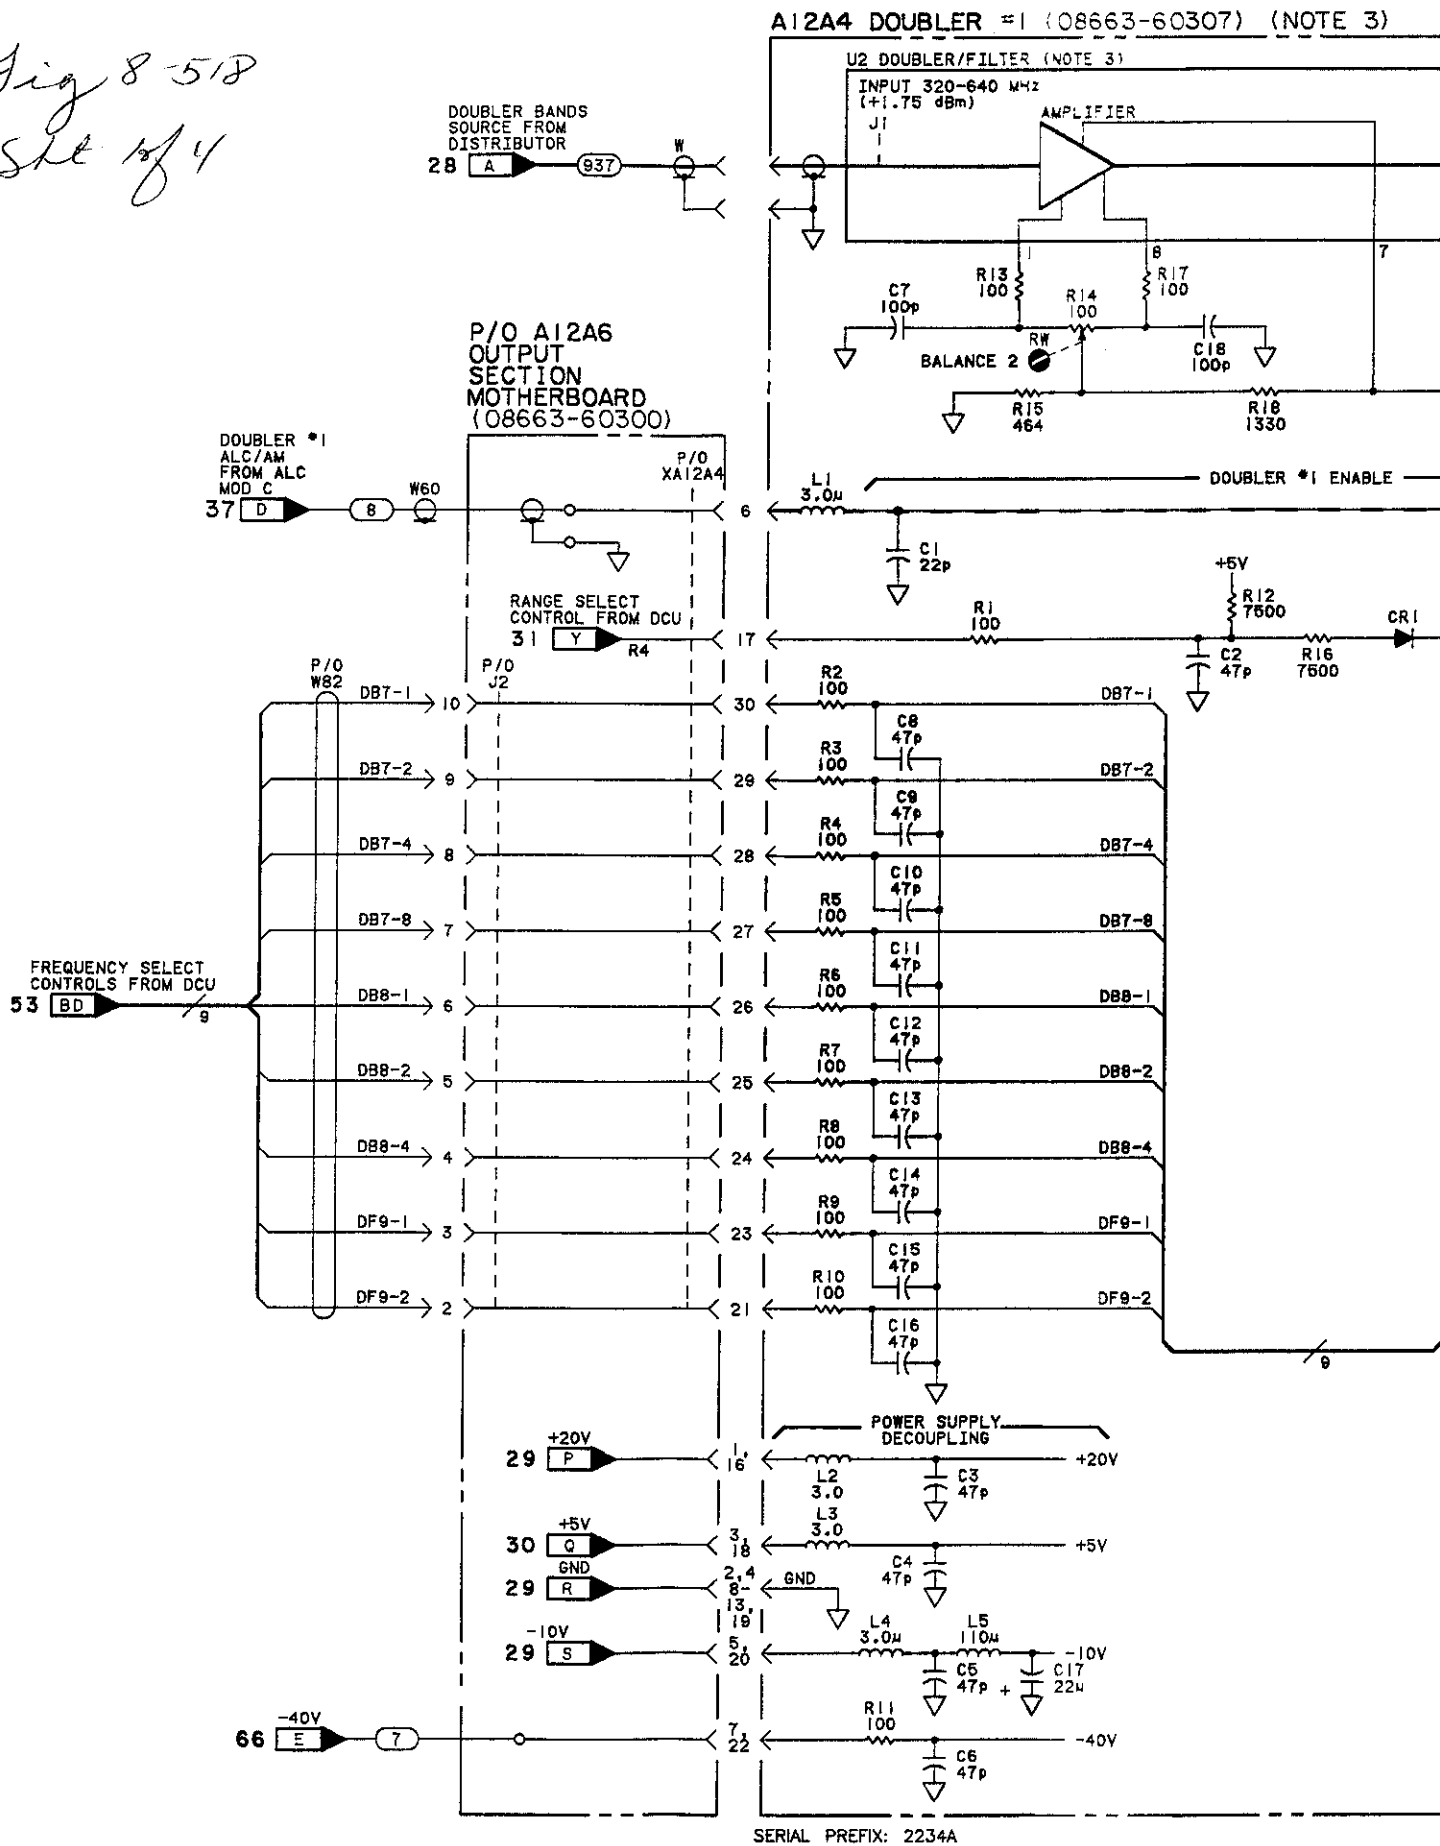 A12A4 DOUBLER #1 (08663-60307) (NOTE 3)
Fig 8-518
Sht 1 of 4
U2 DOUBLER/FILTER (NOTE 3)
INPUT 320-640 MHz
(+1.75 dBm)
J1
AMPLIFIER
DOUBLER BANDS
SOURCE FROM
DISTRIBUTOR
28 A 937 W
1 8 7
R13
100
R17
100
C7
100p
R14
100
RW
BALANCE 2
C18
100p
R15
464
R18
1330
P/O A12A6
OUTPUT
SECTION
MOTHERBOARD
(08663-60300)
DOUBLER #1
ALC/AM
FROM ALC
MOD C
37 D 8 W60
P/O
XA12A4
6
L1
3.0μ
DOUBLER #1 ENABLE
C1
22p
RANGE SELECT
CONTROL FROM DCU
31 Y R4 17
R1
100
+5V
R12
7500
C2
47p
R16
7500
CR1
P/O
W82
P/O
J2
DB7-1 10 30 R2 100 DB7-1
C8
47p
DB7-2 9 29 R3 100 DB7-2
C9
47p
DB7-4 8 28 R4 100 DB7-4
C10
47p
DB7-8 7 27 R5 100 DB7-8
C11
47p
FREQUENCY SELECT
CONTROLS FROM DCU
53 BD 9
DB8-1 6 26 R6 100 DB8-1
C12
47p
DB8-2 5 25 R7 100 DB8-2
C13
47p
DB8-4 4 24 R8 100 DB8-4
C14
47p
DF9-1 3 23 R9 100 DF9-1
C15
47p
DF9-2 2 21 R10 100 DF9-2
C16
47p
9
POWER SUPPLY
DECOUPLING
+20V
29 P 1, 16 +20V
L2
3.0
C3
47p
+5V
30 Q 3, 18 +5V
L3
3.0
C4
47p
GND
29 R 2,4 8- 13, 19 GND
-10V
29 S 5, 20 -10V
L4
3.0μ
L5
110μ
C5
47p
+ C17
22μ
-40V
66 E 7 7, 22 -40V
R11
100
C6
47p
SERIAL PREFIX: 2234A